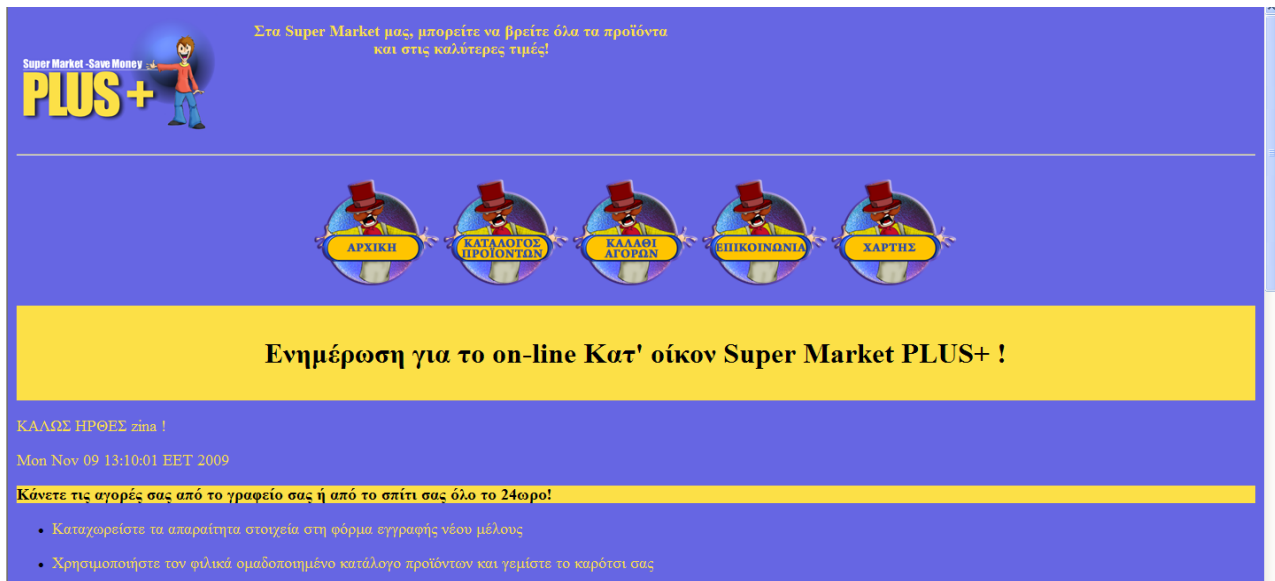 Στα Super Market μας, μπορείτε να βρείτε όλα τα προϊόντα
και στις καλύτερες τιμές!
Super Market -Save Money
PLUS+
ΑΡΧΙΚΗ
ΚΑΤΑΛΟΓΟΣ
ΠΡΟΪΟΝΤΩΝ
ΚΑΛΑΘΙ
ΑΓΟΡΩΝ
ΕΠΙΚΟΙΝΩΝΙΑ
ΧΑΡΤΗΣ
Ενημέρωση για το on-line Κατ' οίκον Super Market PLUS+ !
ΚΑΛΩΣ ΗΡΘΕΣ zina !
Mon Nov 09 13:10:01 EET 2009
Κάνετε τις αγορές σας από το γραφείο σας ή από το σπίτι σας όλο το 24ωρο!
• Καταχωρείστε τα απαραίτητα στοιχεία στη φόρμα εγγραφής νέου μέλους
• Χρησιμοποιήστε τον φιλικά ομαδοποιημένο κατάλογο προϊόντων και γεμίστε το καρότσι σας